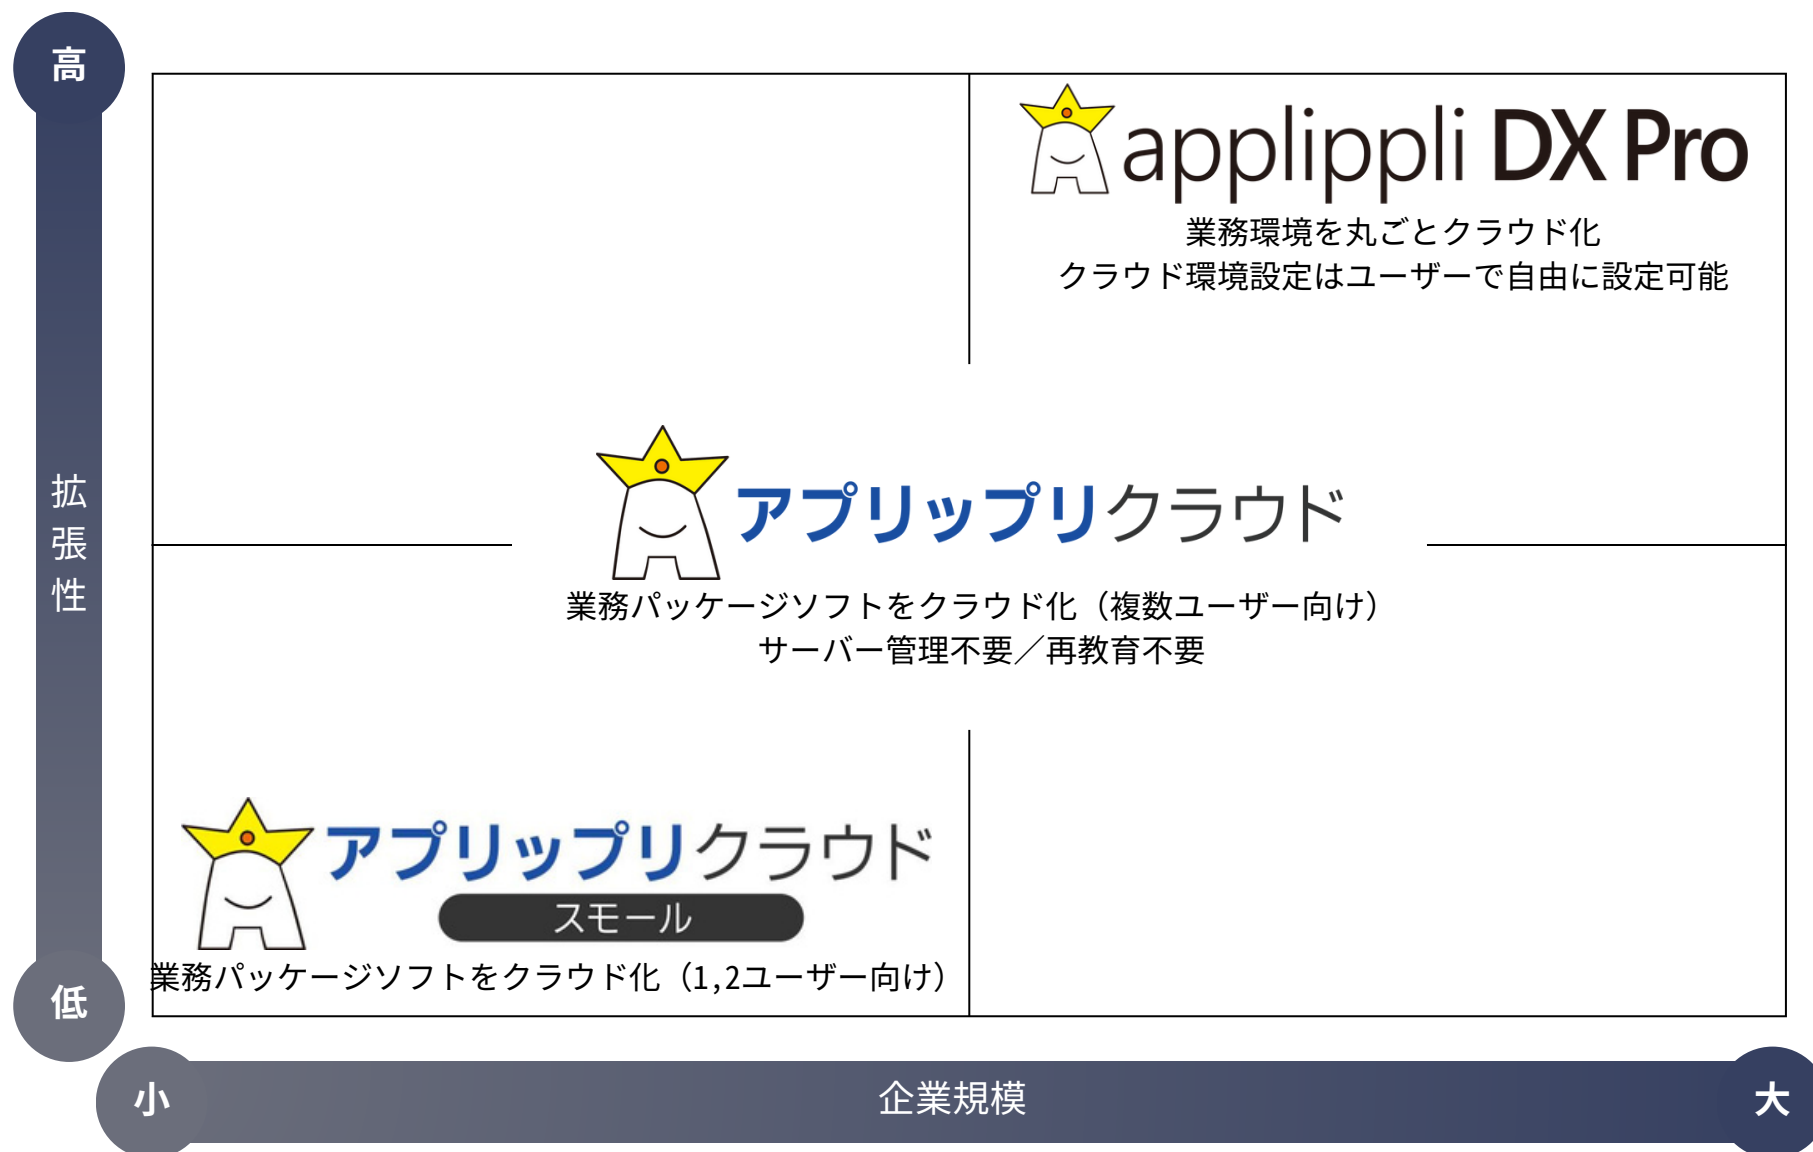 高
applippli DX Pro
業務環境を丸ごとクラウド化
クラウド環境設定はユーザーで自由に設定可能
拡張性
アプリップリクラウド
業務パッケージソフトをクラウド化（複数ユーザー向け）
サーバー管理不要／再教育不要
アプリップリクラウド
スモール
業務パッケージソフトをクラウド化（1,2ユーザー向け）
低
小
企業規模
大